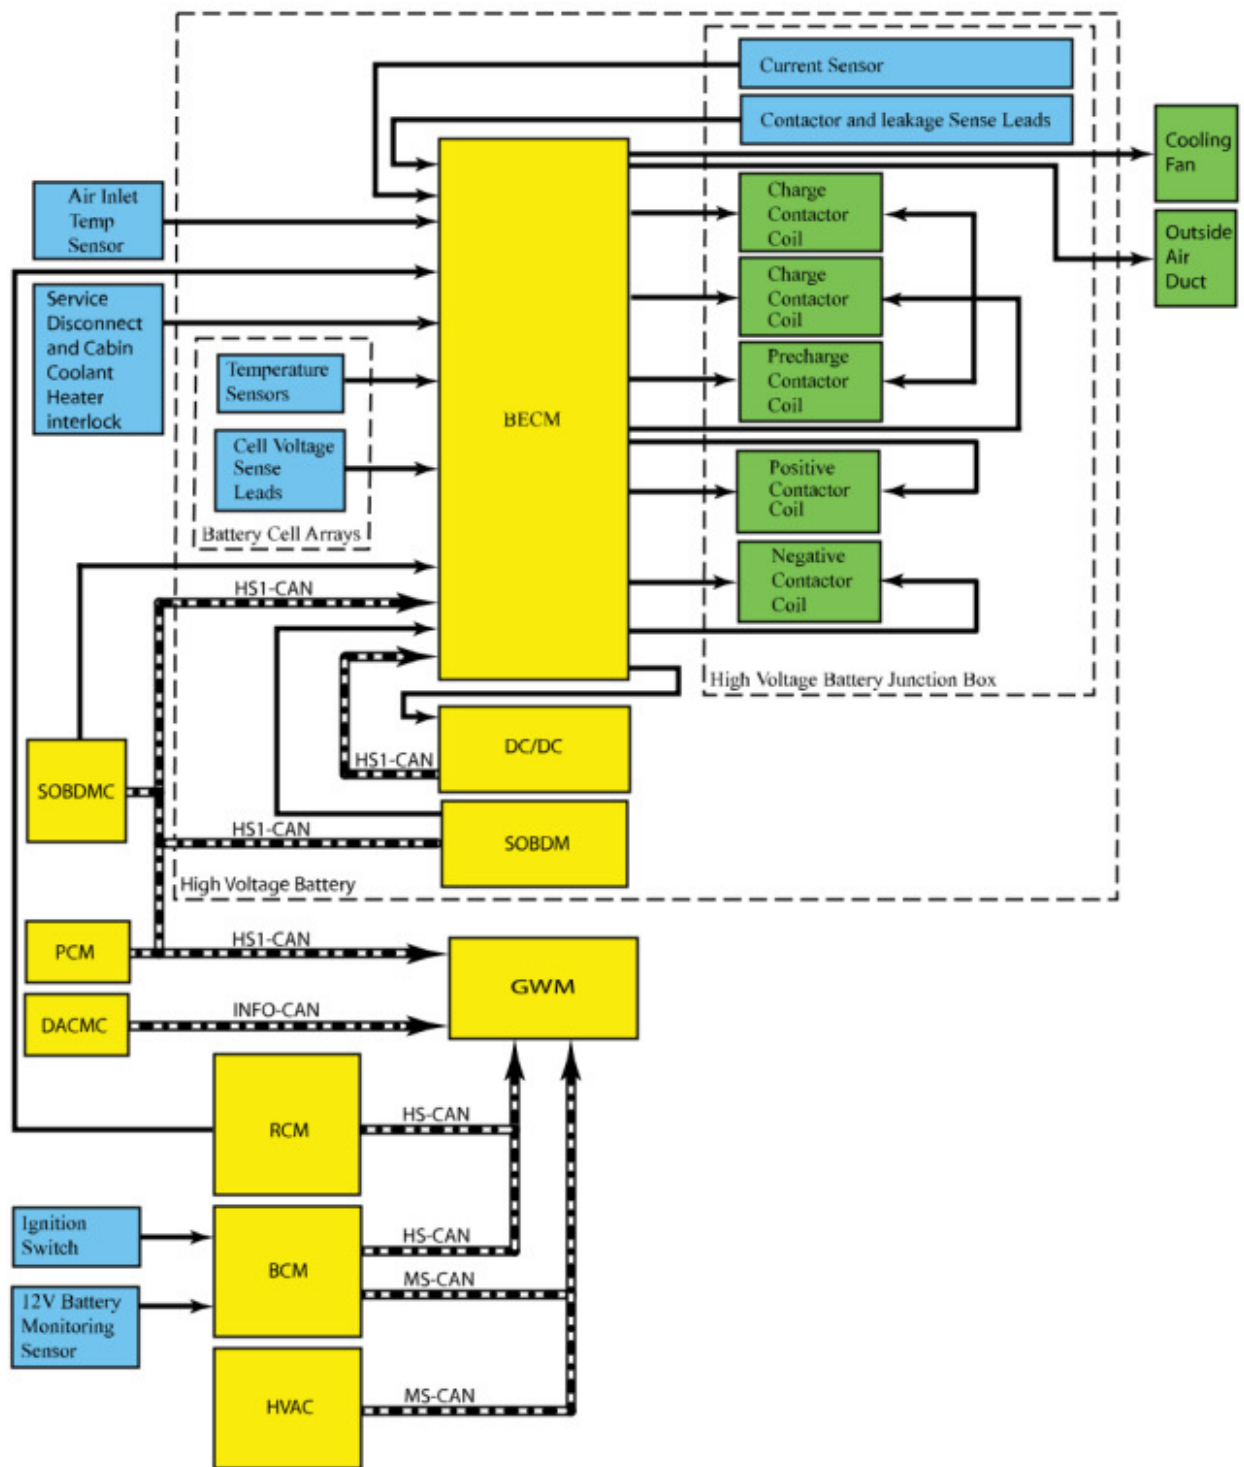 Current Sensor
Contactor and leakage Sense Leads
Cooling
Fan
Air Inlet
Temp
Sensor
Charge
Contactor
Coil
Outside
Air
Duct
Service
Disconnect
and Cabin
Coolant
Heater
interlock
Charge
Contactor
Coil
Temperature
Sensors
Precharge
Contactor
Coil
BECM
Cell Voltage
Sense
Leads
Positive
Contactor
Coil
Battery Cell Arrays
Negative
Contactor
Coil
HS1-CAN
High Voltage Battery Junction Box
DC/DC
HS1-CAN
SOBDMC
HS1-CAN
SOBDM
High Voltage Battery
PCM
HS1-CAN
GWM
DACMC
INFO-CAN
RCM
HS-CAN
Ignition
Switch
HS-CAN
BCM
MS-CAN
12V Battery
Monitoring
Sensor
HVAC
MS-CAN